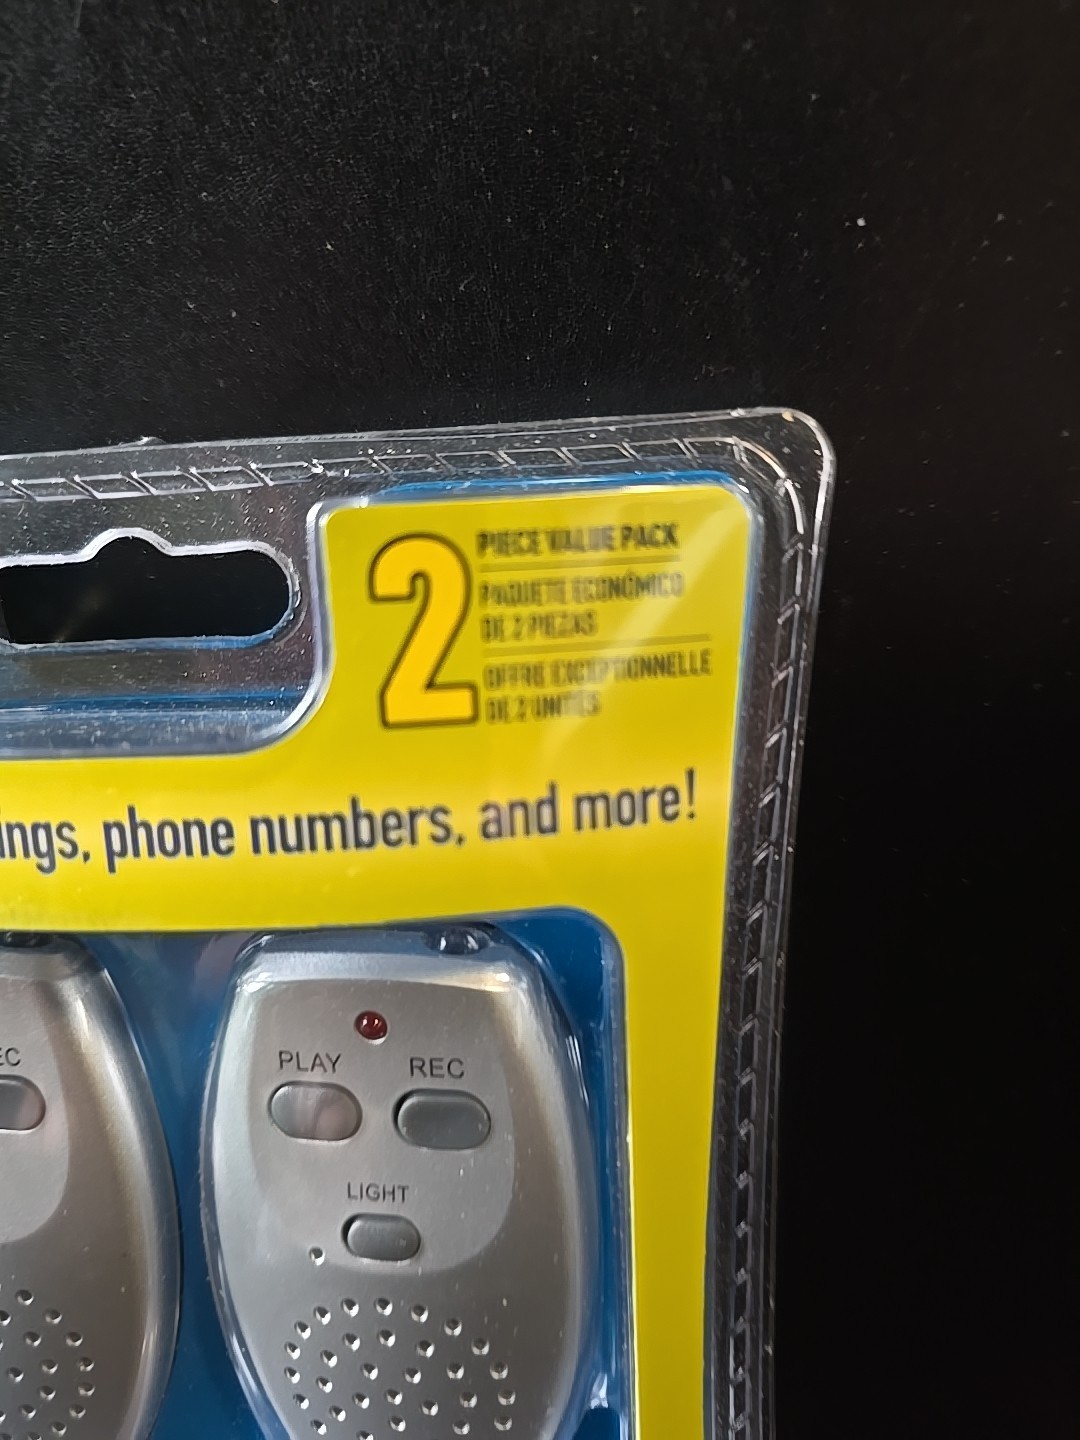 2
PIECE VALUE PACK
PAQUETE ECONÓMICO
DE 2 PIEZAS
OFFRE EXCEPTIONNELLE
DE 2 UNITÉS
ings, phone numbers, and more!
PLAY
REC
EC
LIGHT